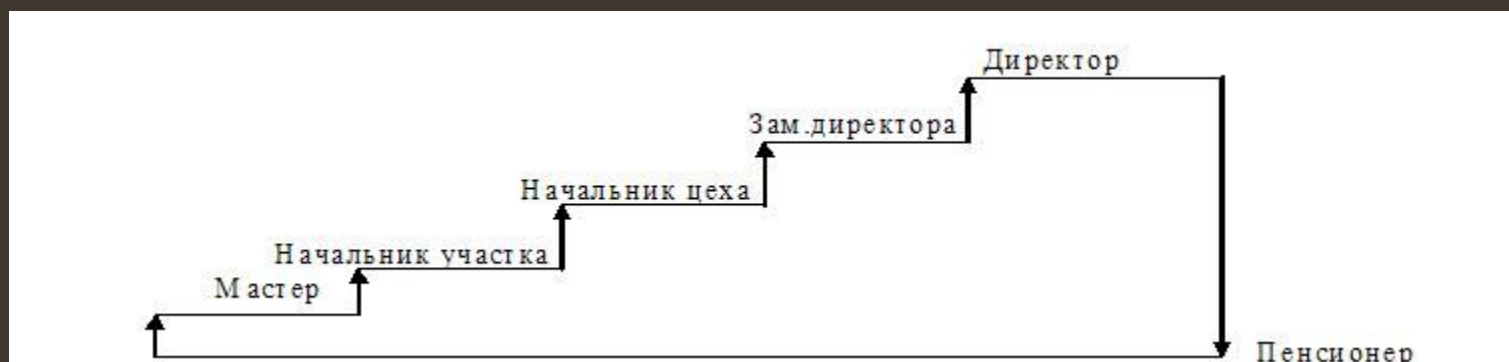 Директор
Зам.директора
Начальник цеха
Начальник участка
Мастер
Пенсионер